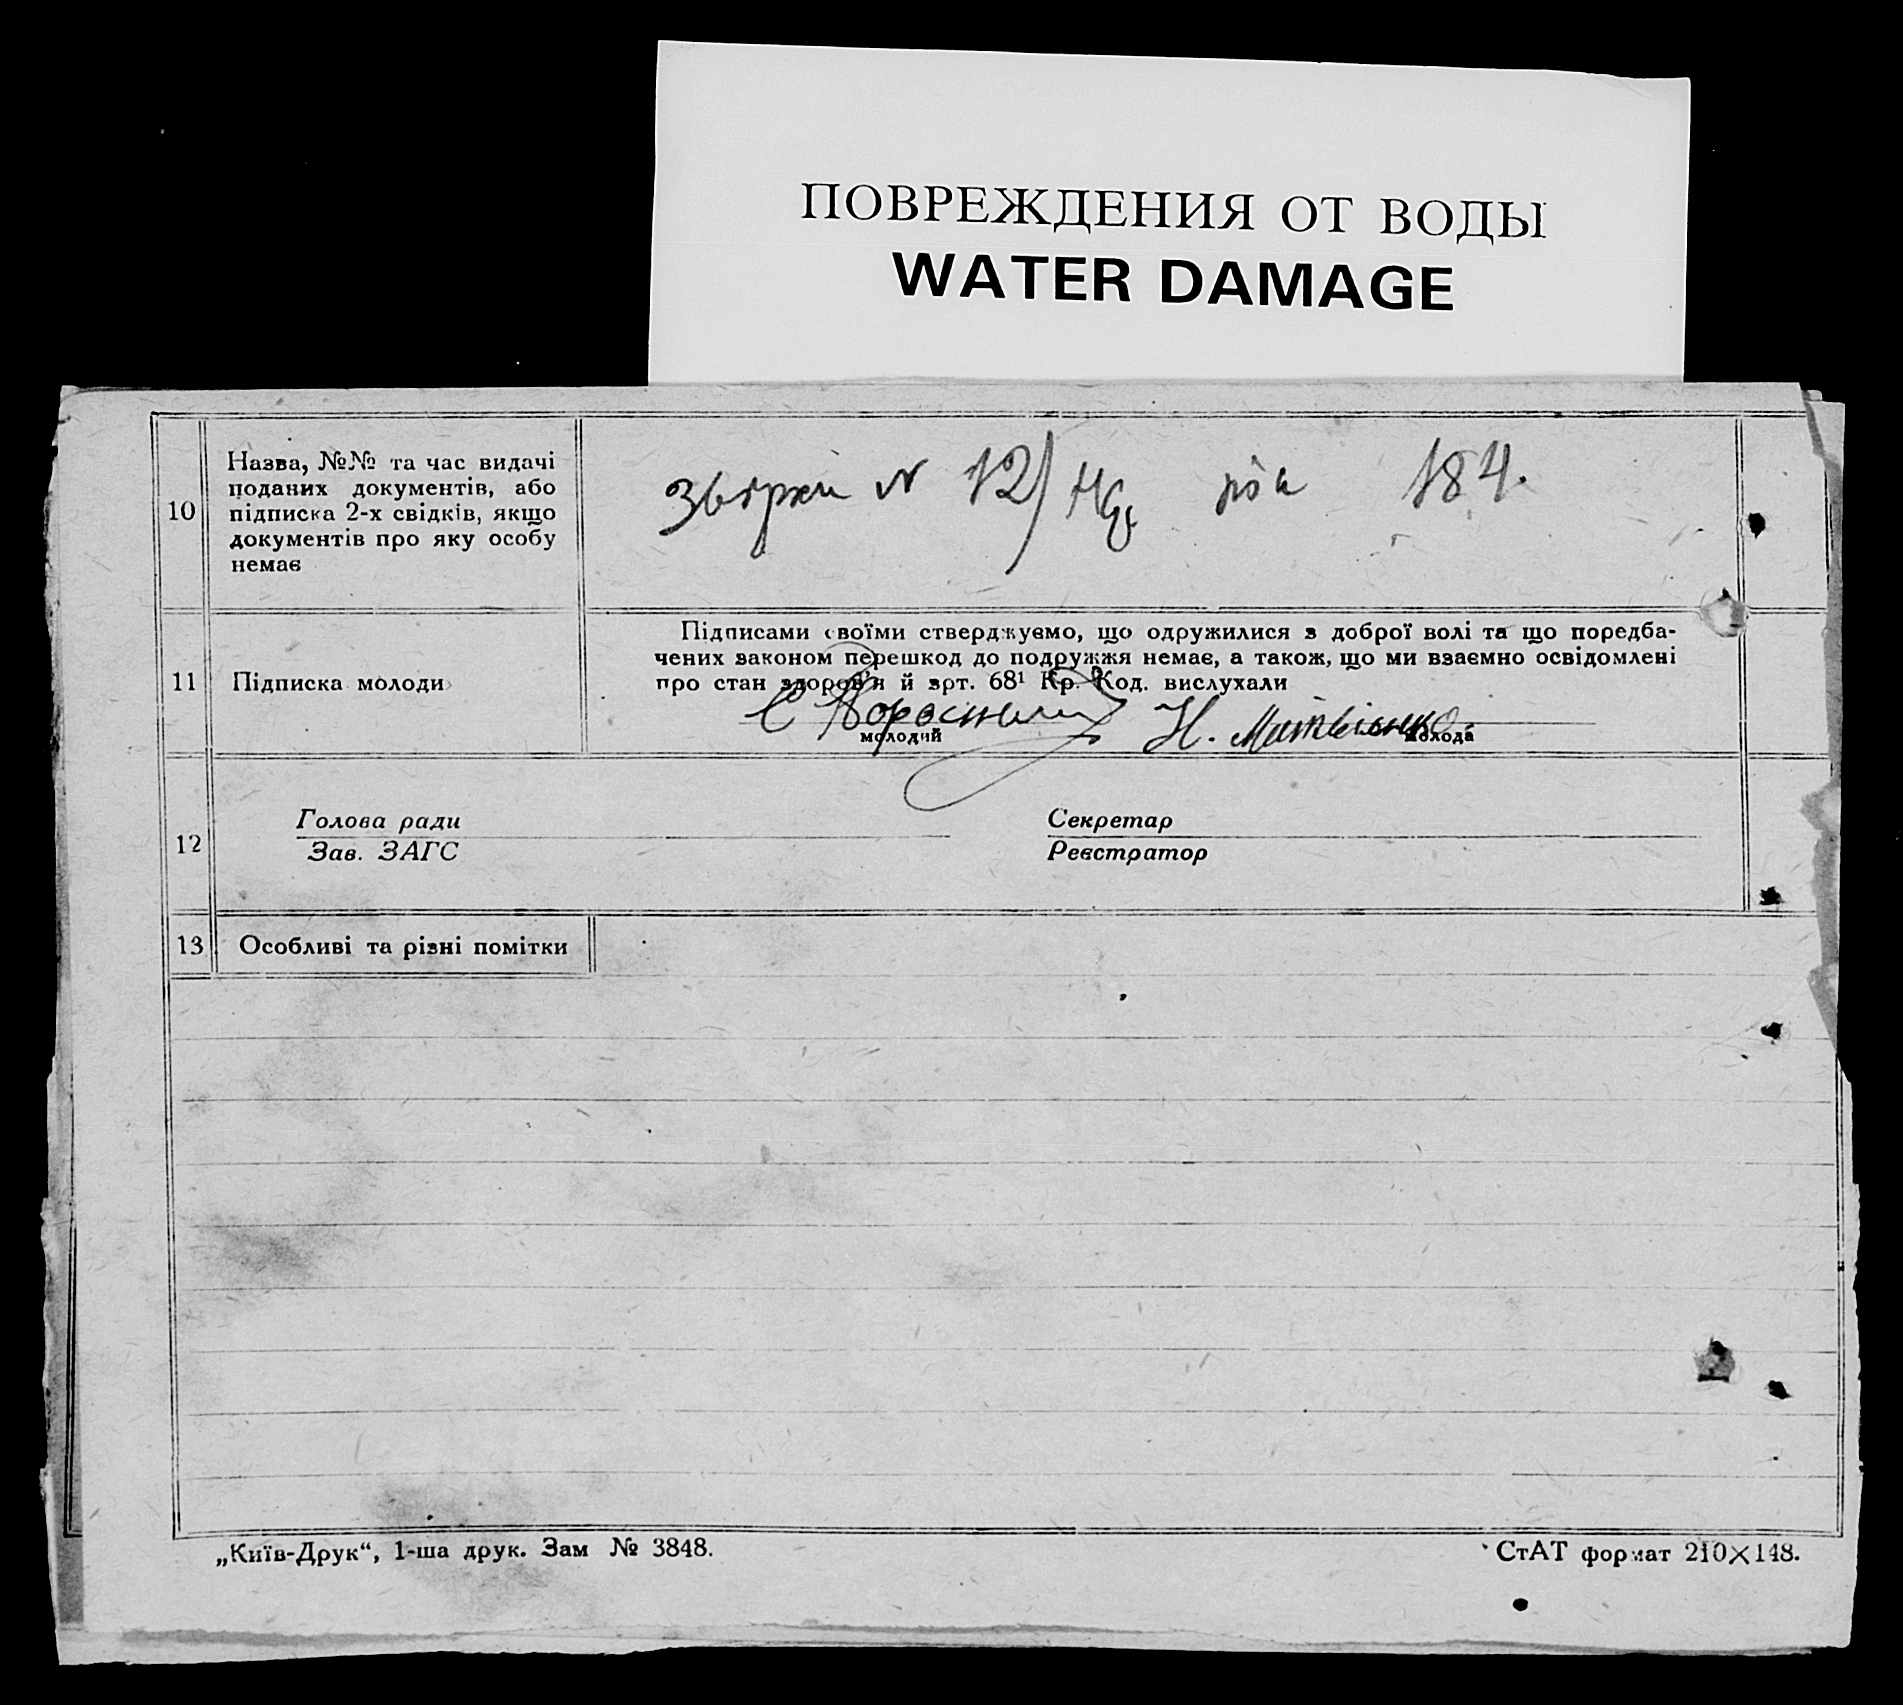 ПОВРЕЖДЕНИЯ ОТ ВОДЫ
WATER DAMAGE
10
Назва, №№ та час видачі
поданих документів, або
підписка 2-х свідків, якщо
документів про яку особу
немає
N 12/ 184.
11
Підписка молоди
Підписами своїми стверджуємо, що одружилися з доброї волі та що поредба-
чених законом перешкод до подружжя немає, а також, що ми взаємно освідомлені
про стан здоров'я й арт. 68¹ Кр. Код. вислухали
Н. Матвієнко
молодий молода
12
Голова ради
Зав. ЗАГС
Секретар
Реєстратор
13 Особливі та різні помітки
„Київ-Друк“, 1-ша друк. Зам № 3848.
СтАТ формат 210×148.